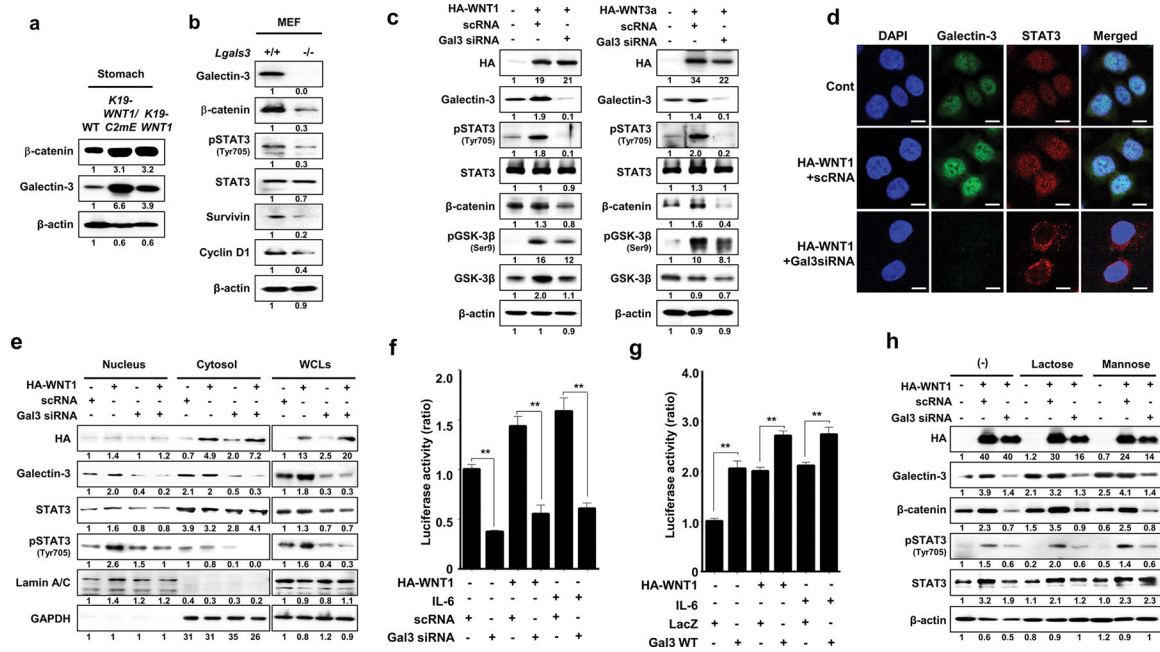 a
Stomach
WT K19-WNT1/C2mE K19-WNT1
β-catenin
1 3.1 3.2
Galectin-3
1 6.6 3.9
β-actin
1 0.6 0.6
b
MEF
Lgals3 +/+ -/-
Galectin-3
1 0.0
β-catenin
1 0.3
pSTAT3
(Tyr705)
1 0.3
STAT3
1 0.7
Survivin
1 0.2
Cyclin D1
1 0.4
β-actin
1 0.9
c
HA-WNT1 - + +
scRNA - + -
Gal3 siRNA - - +
HA
1 19 21
Galectin-3
1 1.9 0.1
pSTAT3
(Tyr705)
1 1.8 0.1
STAT3
1 1 0.9
β-catenin
1 1.3 0.8
pGSK-3β
(Ser9)
1 16 12
GSK-3β
1 2.0 1.1
β-actin
1 1 0.9
HA-WNT3a - + +
scRNA - + -
Gal3 siRNA - - +
HA
1 34 22
Galectin-3
1 1.4 0.1
pSTAT3
(Tyr705)
1 2.0 0.2
STAT3
1 1.3 1
β-catenin
1 1.6 0.4
pGSK-3β
(Ser9)
1 10 8.1
GSK-3β
1 0.9 0.7
β-actin
1 0.9 0.9
d
DAPI Galectin-3 STAT3 Merged
Cont
HA-WNT1
+scRNA
HA-WNT1
+Gal3siRNA
e
Nucleus Cytosol WCLs
HA-WNT1 - + - + - + - + - + - +
scRNA + + - - + + - - + + - -
Gal3 siRNA - - + + - - + + - - + +
HA
1 1.4 1 1.2 0.7 4.9 2.0 7.2 1 13 2.5 20
Galectin-3
1 2.0 0.4 0.2 2.1 2 0.5 0.3 1 1.8 0.3 0.3
STAT3
1 1.6 0.8 0.8 3.9 3.2 2.8 4.1 1 1.3 0.7 0.7
pSTAT3
(Tyr705)
1 2.6 1.5 1 1 0.8 0.1 0.0 1 1.6 0.4 0.3
Lamin A/C
1 1.4 1.2 1.2 0.4 0.3 0.3 0.2 1 0.9 0.8 1.1
GAPDH
1 1 1 1 31 31 35 26 1 0.8 1.2 0.9
f
Luciferase activity (ratio)
2.0
1.5
1.0
0.5
0
** ** **
HA-WNT1 - - + + - -
IL-6 - - - - + +
scRNA + - + - + -
Gal3 siRNA - + - + - +
g
Luciferase activity (ratio)
4.0
3.0
2.0
1.0
0
** ** **
HA-WNT1 - - + + - -
IL-6 - - - - + +
LacZ + - + - + -
Gal3 WT - + - + - +
h
(-) Lactose Mannose
HA-WNT1 - + + - + + - + +
scRNA - + - - + - - + -
Gal3 siRNA - - + - - + - - +
HA
1 40 40 1.2 30 16 0.7 24 14
Galectin-3
1 3.9 1.4 2.1 3.2 1.3 2.5 4.1 1.4
β-catenin
1 2.3 0.7 1.5 3.5 0.9 0.6 2.5 0.8
pSTAT3
(Tyr705)
1 1.5 0.6 0.2 2.0 0.6 0.5 1.4 0.6
STAT3
1 3.2 1.9 1.1 2.1 1.2 1.0 2.3 2.3
β-actin
1 0.6 0.5 0.8 0.9 1 1.2 0.9 1